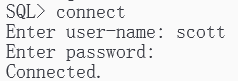 SQL> connect
Enter user-name: scott
Enter password:
Connected.